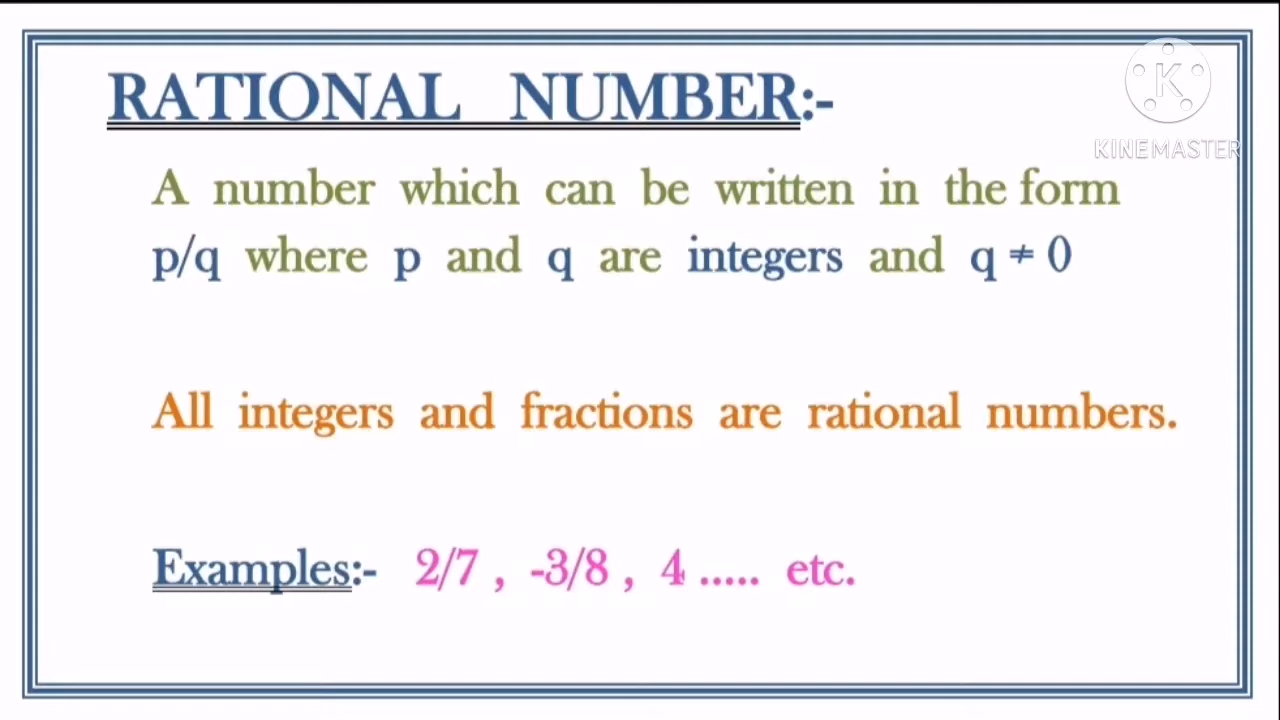 RATIONAL NUMBER:-
K
KINEMASTER
A number which can be written in the form
p/q where p and q are integers and q ≠ 0
All integers and fractions are rational numbers.
Examples:- 2/7 , -3/8 , 4 ..... etc.